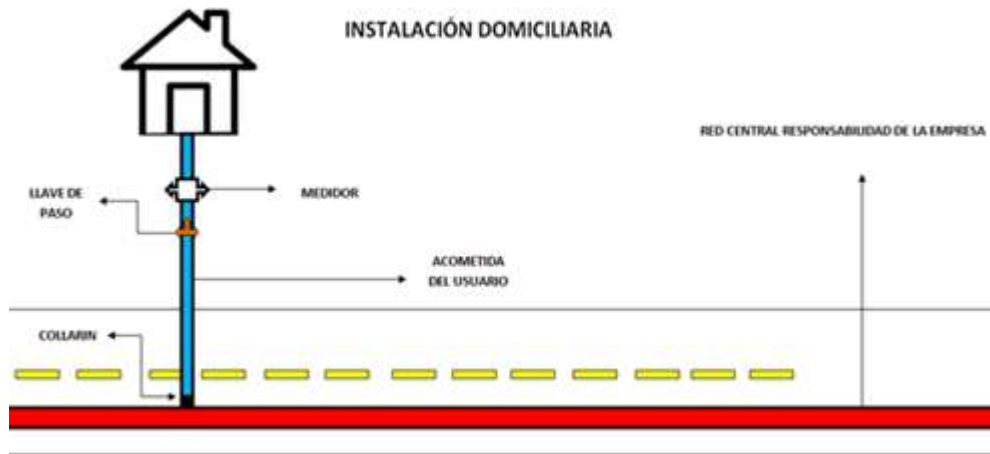 INSTALACIÓN DOMICILIARIA
RED CENTRAL RESPONSABILIDAD DE LA EMPRESA
LLAVE DE
PASO
MEDIDOR
ACOMETIDA
DEL USUARIO
COLLARIN